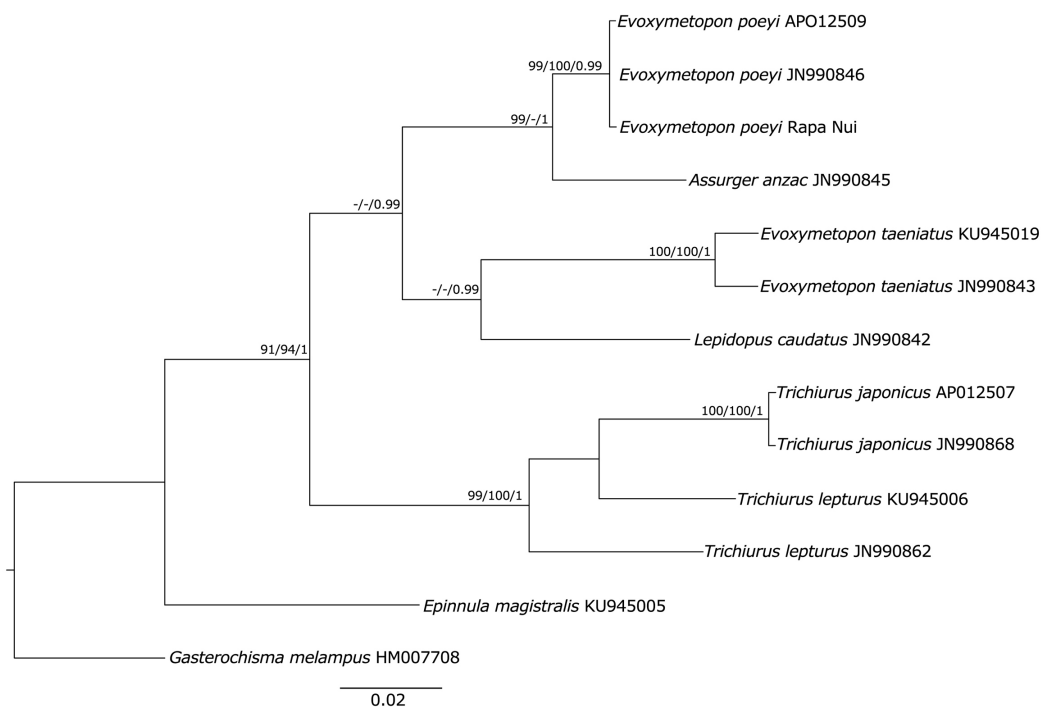 Evoxymetopon poeyi APO12509
99/100/0.99
Evoxymetopon poeyi JN990846
99/-/1
Evoxymetopon poeyi Rapa Nui
Assurger anzac JN990845
-/-/0.99
Evoxymetopon taeniatus KU945019
100/100/1
Evoxymetopon taeniatus JN990843
-/-/0.99
Lepidopus caudatus JN990842
91/94/1
Trichiurus japonicus AP012507
100/100/1
Trichiurus japonicus JN990868
99/100/1
Trichiurus lepturus KU945006
Trichiurus lepturus JN990862
Epinnula magistralis KU945005
Gasterochisma melampus HM007708
0.02